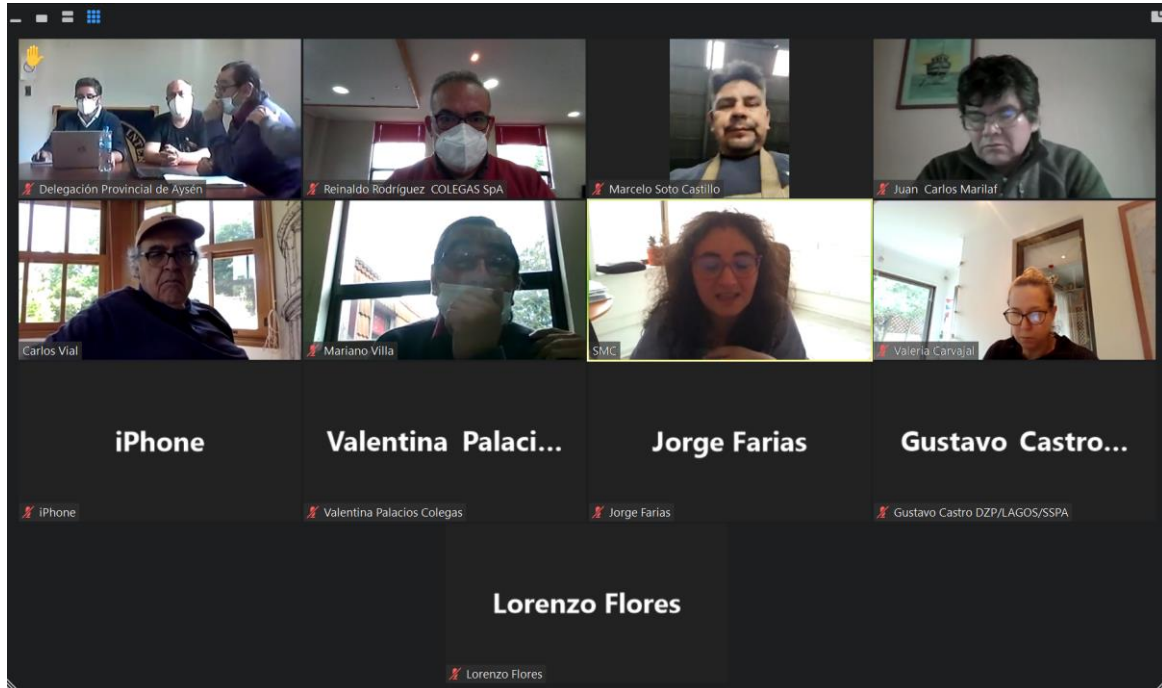 Delegación Provincial de Aysén
Reinaldo Rodríguez COLEGAS SpA
Marcelo Soto Castillo
Juan Carlos Marilaf
Carlos Vial
Mariano Villa
SMC
Valeria Carvajal
iPhone
Valentina Palaci...
Jorge Farias
Gustavo Castro...
iPhone
Valentina Palacios Colegas
Jorge Farias
Gustavo Castro DZP/LAGOS/SSPA
Lorenzo Flores
Lorenzo Flores